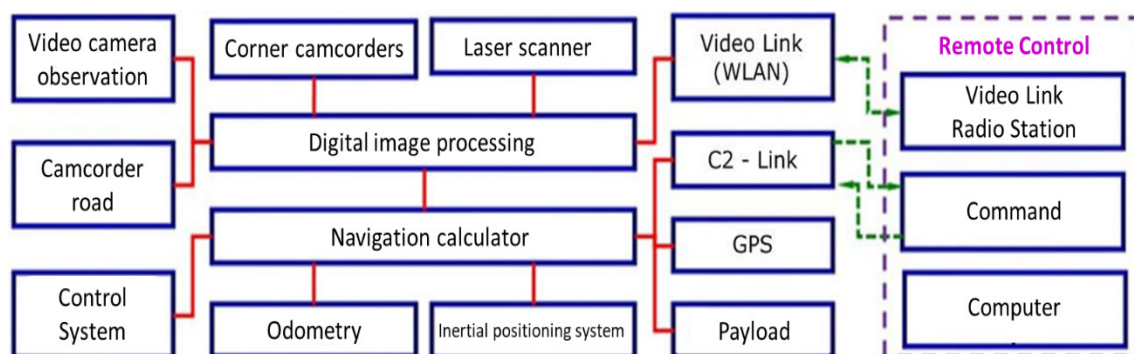 Video camera
observation
Corner camcorders
Laser scanner
Video Link
(WLAN)
Remote Control
Video Link
Radio Station
Digital image processing
Camcorder
road
C2 - Link
Command
Navigation calculator
GPS
Control
System
Odometry
Inertial positioning system
Payload
Computer